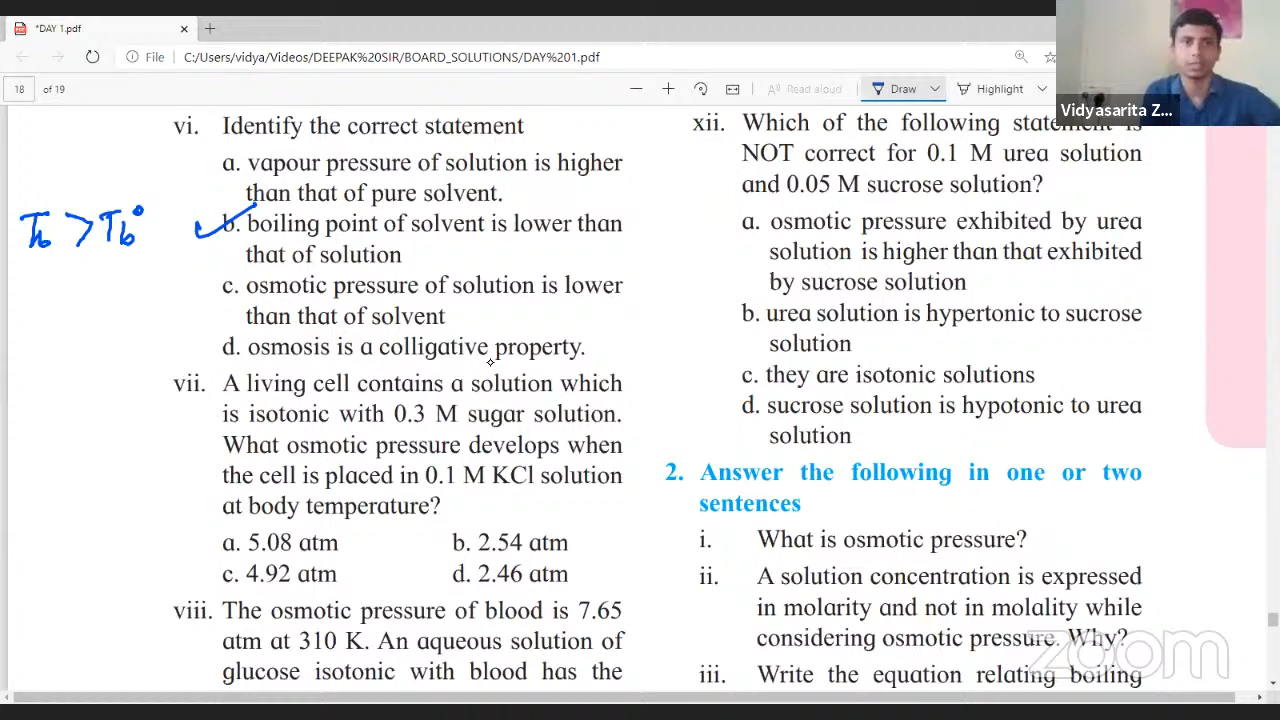 *DAY 1.pdf
File
C:/Users/vidya/Videos/DEEPAK%20SIR/BOARD_SOLUTIONS/DAY%201.pdf
18 of 19
Read aloud
Draw
Highlight
Vidyasarita Z...
vi. Identify the correct statement
a. vapour pressure of solution is higher
than that of pure solvent.
b. boiling point of solvent is lower than
that of solution
c. osmotic pressure of solution is lower
than that of solvent
d. osmosis is a colligative property.
Tb > Tb°
vii. A living cell contains a solution which
is isotonic with 0.3 M sugar solution.
What osmotic pressure develops when
the cell is placed in 0.1 M KCl solution
at body temperature?
a. 5.08 atm b. 2.54 atm
c. 4.92 atm d. 2.46 atm
viii. The osmotic pressure of blood is 7.65
atm at 310 K. An aqueous solution of
glucose isotonic with blood has the
xii. Which of the following statement is
NOT correct for 0.1 M urea solution
and 0.05 M sucrose solution?
a. osmotic pressure exhibited by urea
solution is higher than that exhibited
by sucrose solution
b. urea solution is hypertonic to sucrose
solution
c. they are isotonic solutions
d. sucrose solution is hypotonic to urea
solution
2. Answer the following in one or two
sentences
i. What is osmotic pressure?
ii. A solution concentration is expressed
in molarity and not in molality while
considering osmotic pressure. Why?
iii. Write the equation relating boiling
zoom